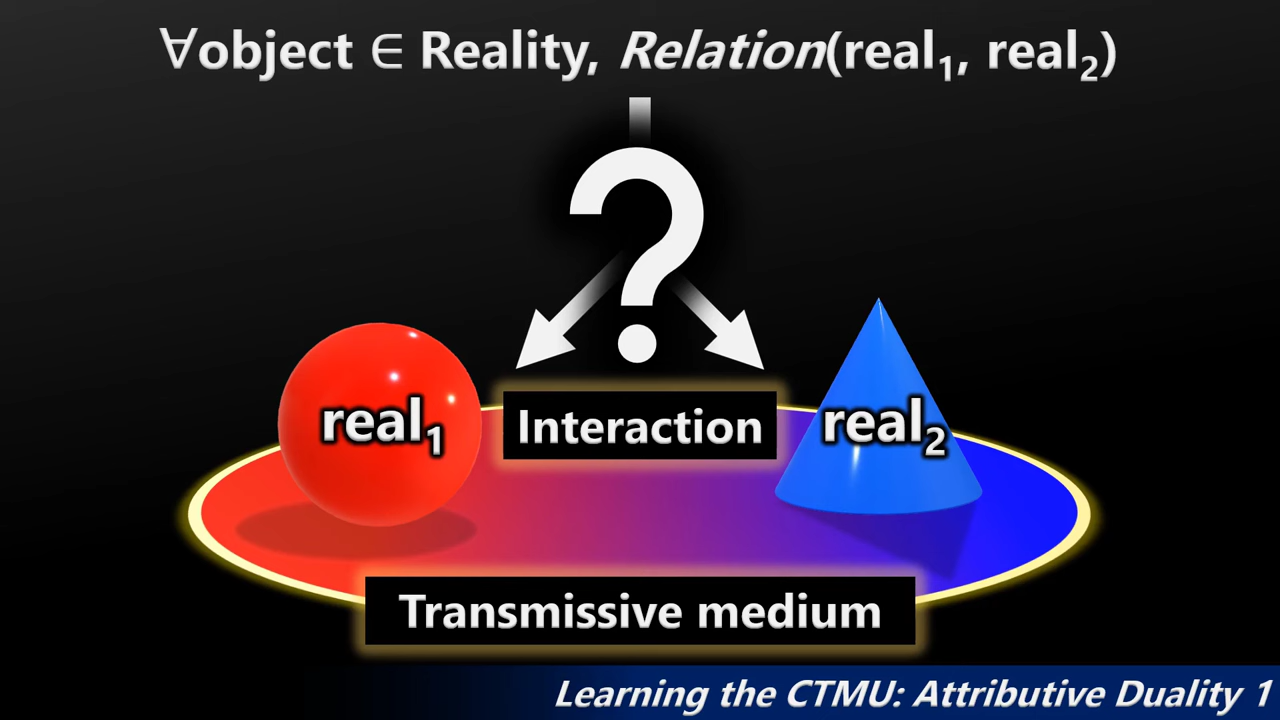 ∀object ∈ Reality, Relation(real₁, real₂)
?
real₁
Interaction
real₂
Transmissive medium
Learning the CTMU: Attributive Duality 1